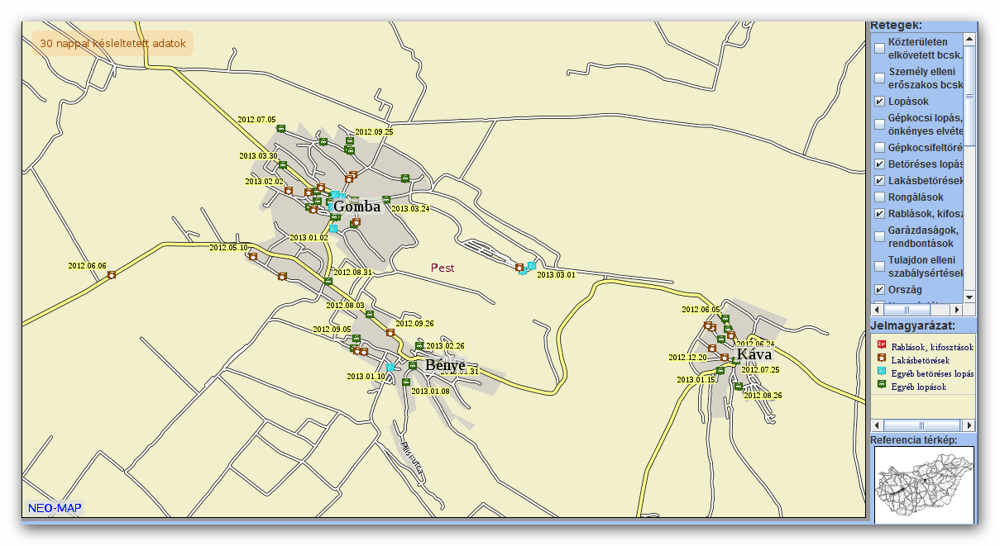 30 nappal késleltetett adatok
2012.07.05
2012.09.25
2013.03.30
2013.02.02
Gomba
2013.03.24
2013.01.02
2012.05.10
2012.06.06
2012.08.31
Pest
2013.03.01
2012.08.03
2012.06.05
2012.09.05
2012.09.26
2013.02.26
2012.06.24
Káva
2012.12.20
Bénye
01.31
2012.07.25
2013.01.10
2013.01.15
2013.01.08
2012.08.26
Pilisi utca
NEO-MAP
Rétegek:
Közterületen
elkövetett bcsk.
Személy elleni
erőszakos bcsk
Lopások
Gépkocsi lopás,
önkényes elvéte
Gépkocsifeltöré
Betöréses lopás
Lakásbetörések
Rongálások
Rablások, kifosz
Garázdaságok,
rendbontások
Tulajdon elleni
szabálysértések
Ország
Jelmagyarázat:
Rablások, kifosztások
Lakásbetörések
Egyéb betöréses lopás
Egyéb lopások
Referencia térkép: